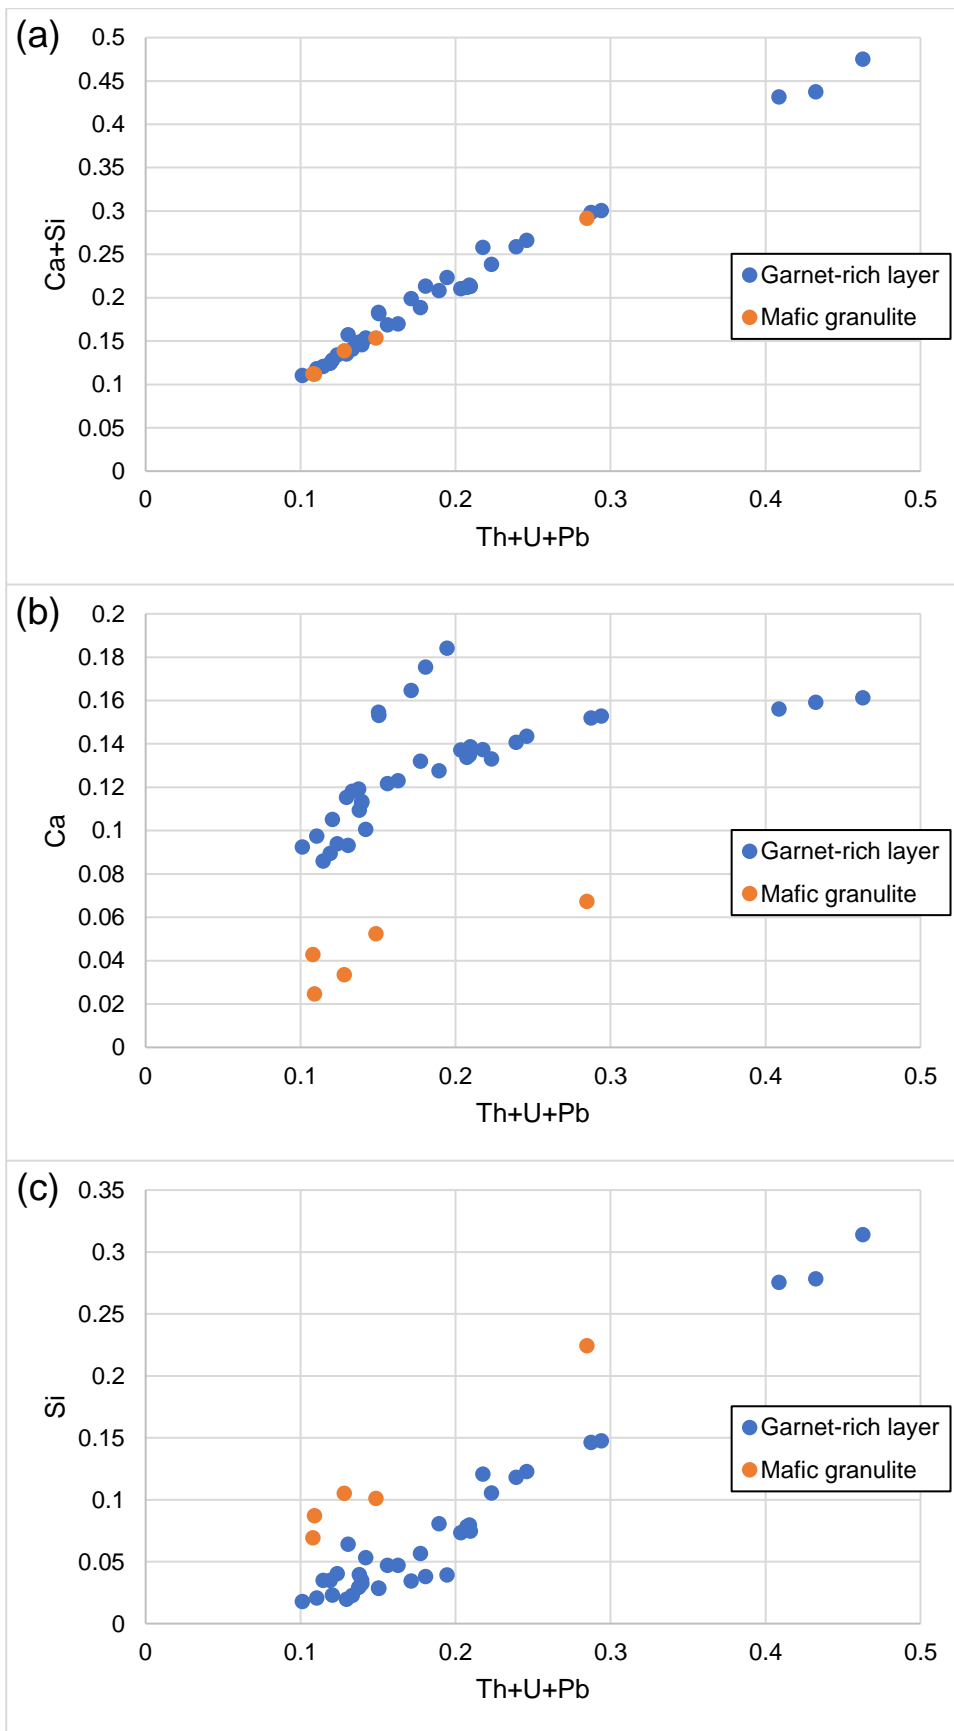 (a)
0.5
0.45
0.4
0.35
0.3
0.25
0.2
0.15
0.1
0.05
0
Ca+Si
Garnet-rich layer
Mafic granulite
0 0.1 0.2 0.3 0.4 0.5
Th+U+Pb
(b)
0.2
0.18
0.16
0.14
0.12
0.1
0.08
0.06
0.04
0.02
0
Ca
Garnet-rich layer
Mafic granulite
0 0.1 0.2 0.3 0.4 0.5
Th+U+Pb
(c)
0.35
0.3
0.25
0.2
0.15
0.1
0.05
0
Si
Garnet-rich layer
Mafic granulite
0 0.1 0.2 0.3 0.4 0.5
Th+U+Pb